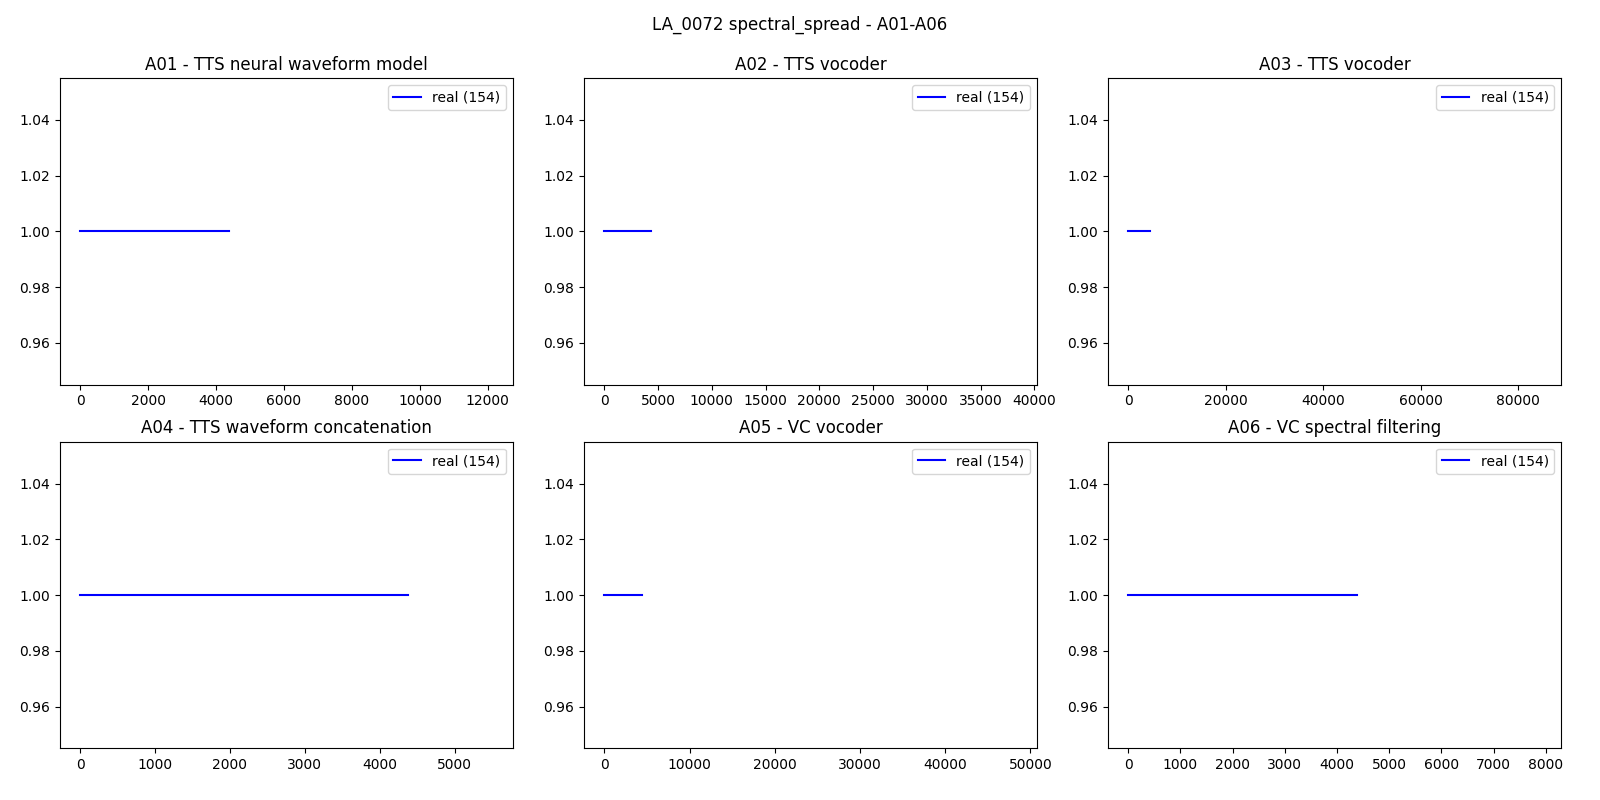 LA_0072 spectral_spread - A01-A06
A01 - TTS neural waveform model
real (154)
1.04
1.02
1.00
0.98
0.96
0 2000 4000 6000 8000 10000 12000
A02 - TTS vocoder
real (154)
1.04
1.02
1.00
0.98
0.96
0 5000 10000 15000 20000 25000 30000 35000 40000
A03 - TTS vocoder
real (154)
1.04
1.02
1.00
0.98
0.96
0 20000 40000 60000 80000
A04 - TTS waveform concatenation
real (154)
1.04
1.02
1.00
0.98
0.96
0 1000 2000 3000 4000 5000
A05 - VC vocoder
real (154)
1.04
1.02
1.00
0.98
0.96
0 10000 20000 30000 40000 50000
A06 - VC spectral filtering
real (154)
1.04
1.02
1.00
0.98
0.96
0 1000 2000 3000 4000 5000 6000 7000 8000